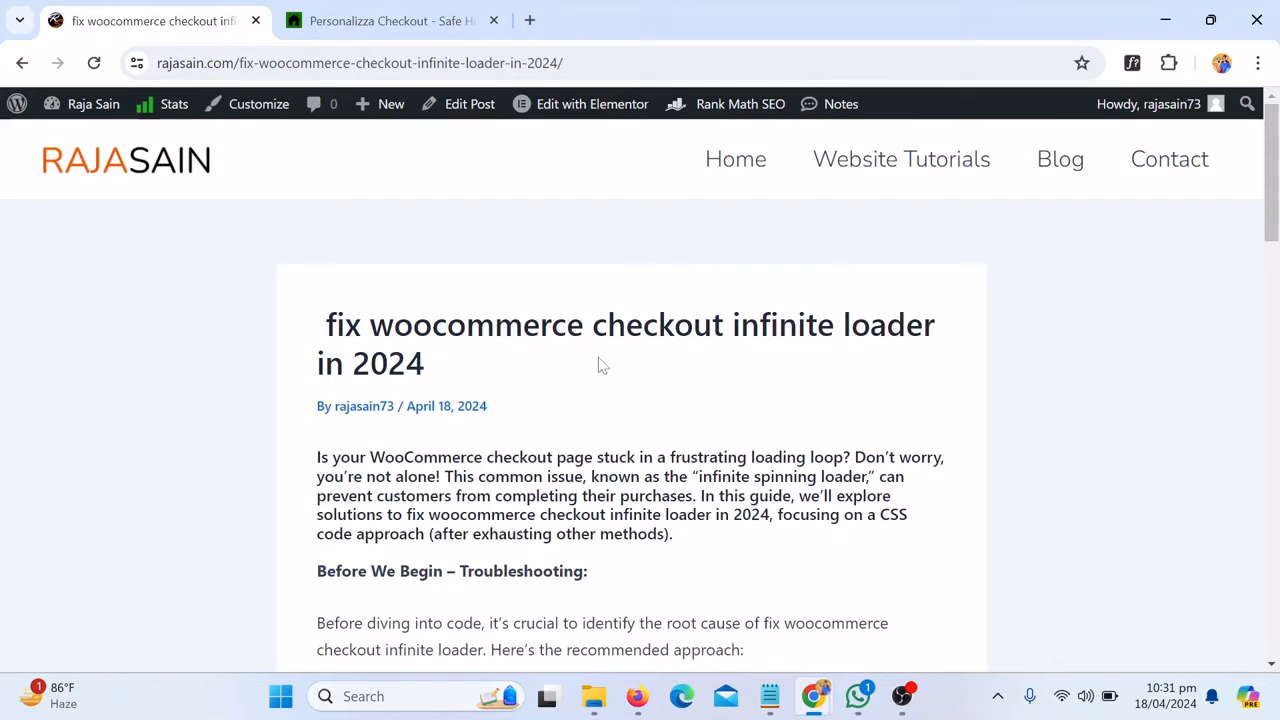 fix woocommerce checkout infin
Personalizza Checkout - Safe H
rajasain.com/fix-woocommerce-checkout-infinite-loader-in-2024/
Raja Sain
Stats
Customize
0
New
Edit Post
Edit with Elementor
Rank Math SEO
Notes
Howdy, rajasain73
RAJASAIN
Home
Website Tutorials
Blog
Contact
fix woocommerce checkout infinite loader
in 2024
By rajasain73 / April 18, 2024
Is your WooCommerce checkout page stuck in a frustrating loading loop? Don’t worry,
you’re not alone! This common issue, known as the “infinite spinning loader,” can
prevent customers from completing their purchases. In this guide, we’ll explore
solutions to fix woocommerce checkout infinite loader in 2024, focusing on a CSS
code approach (after exhausting other methods).
Before We Begin – Troubleshooting:
Before diving into code, it’s crucial to identify the root cause of fix woocommerce
checkout infinite loader. Here’s the recommended approach:
1
86°F
Haze
Search
1
10:31 pm
18/04/2024
PRE